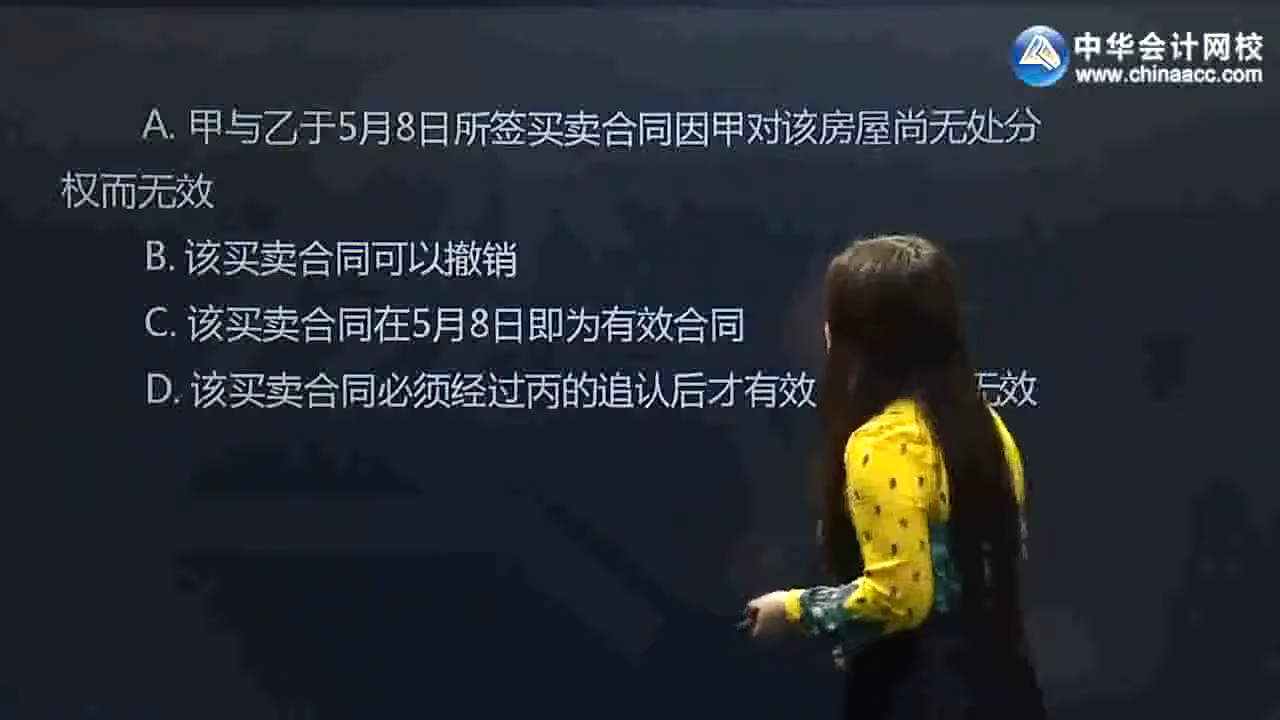 中华会计网校
www.chinaacc.com
A. 甲与乙于5月8日所签买卖合同因甲对该房屋尚无处分
权而无效
B. 该买卖合同可以撤销
C. 该买卖合同在5月8日即为有效合同
D. 该买卖合同必须经过丙的追认后才有效 无效